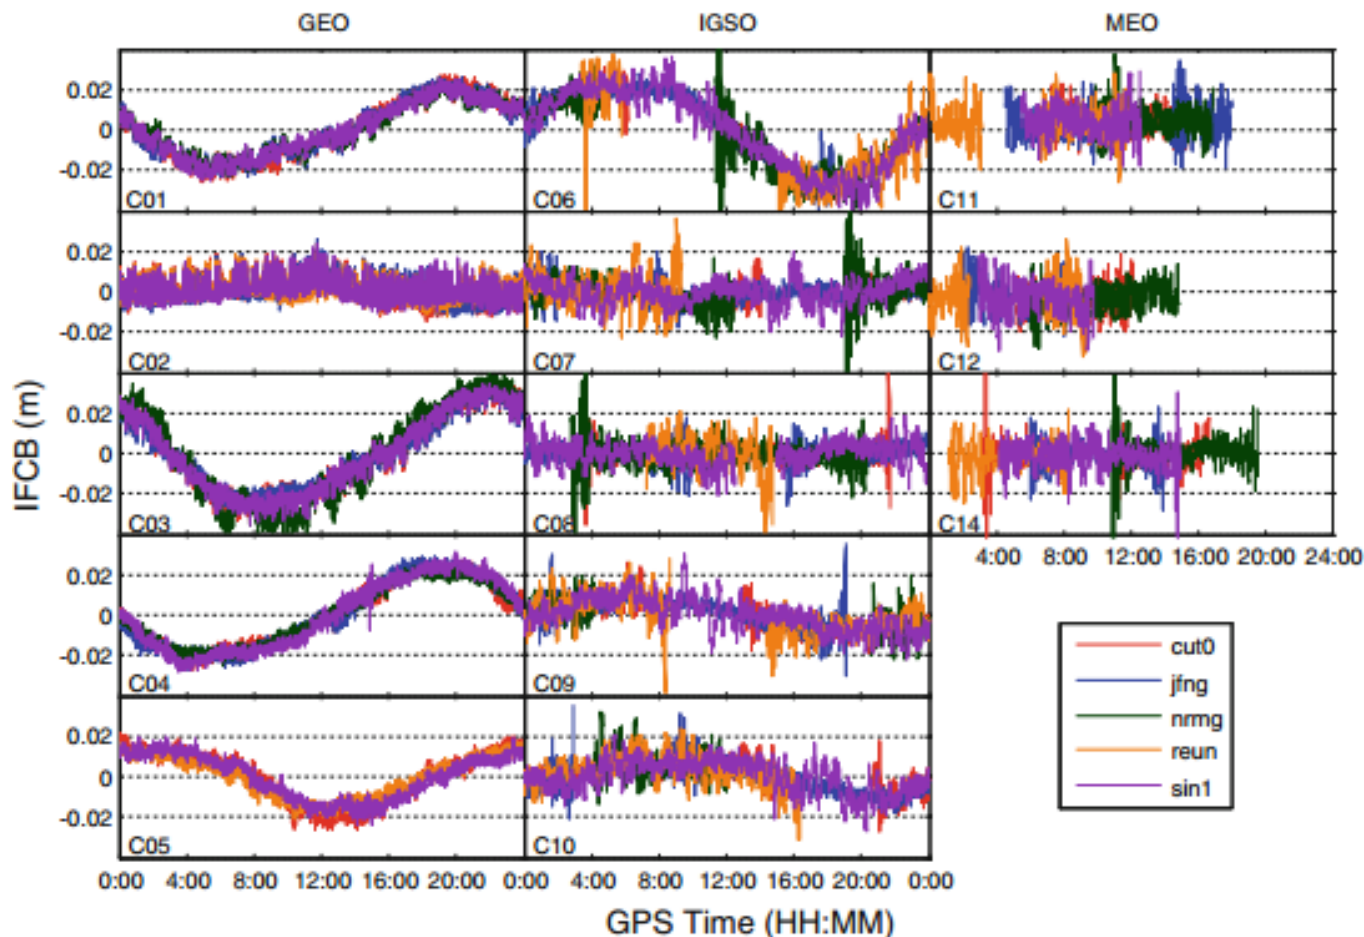 GEO IGSO MEO
0.02
0
-0.02
C01 C06 C11
0.02
0
-0.02
C02 C07 C12
0.02
0
-0.02
C03 C08 C14
4:00 8:00 12:00 16:00 20:00 24:00
0.02
0
-0.02
C04 C09
0.02
0
-0.02
C05 C10
0:00 4:00 8:00 12:00 16:00 20:00 0:00 4:00 8:00 12:00 16:00 20:00 0:00
IFCB (m)
GPS Time (HH:MM)
cut0
jfng
nrmg
reun
sin1